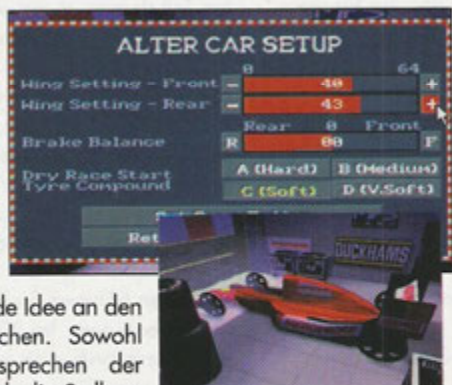 ALTER CAR SETUP
0 64
Wing Setting - Front - 40 +
Wing Setting - Rear - 43 +
Rear 0 Front
Brake Balance R 00 F
Dry Race Start A (Hard) B (Medium)
Tyre Compound C (Soft) D (V.Soft)
Ret
DUCKHAMS
de Idee an den
chen. Sowohl
sprechen der